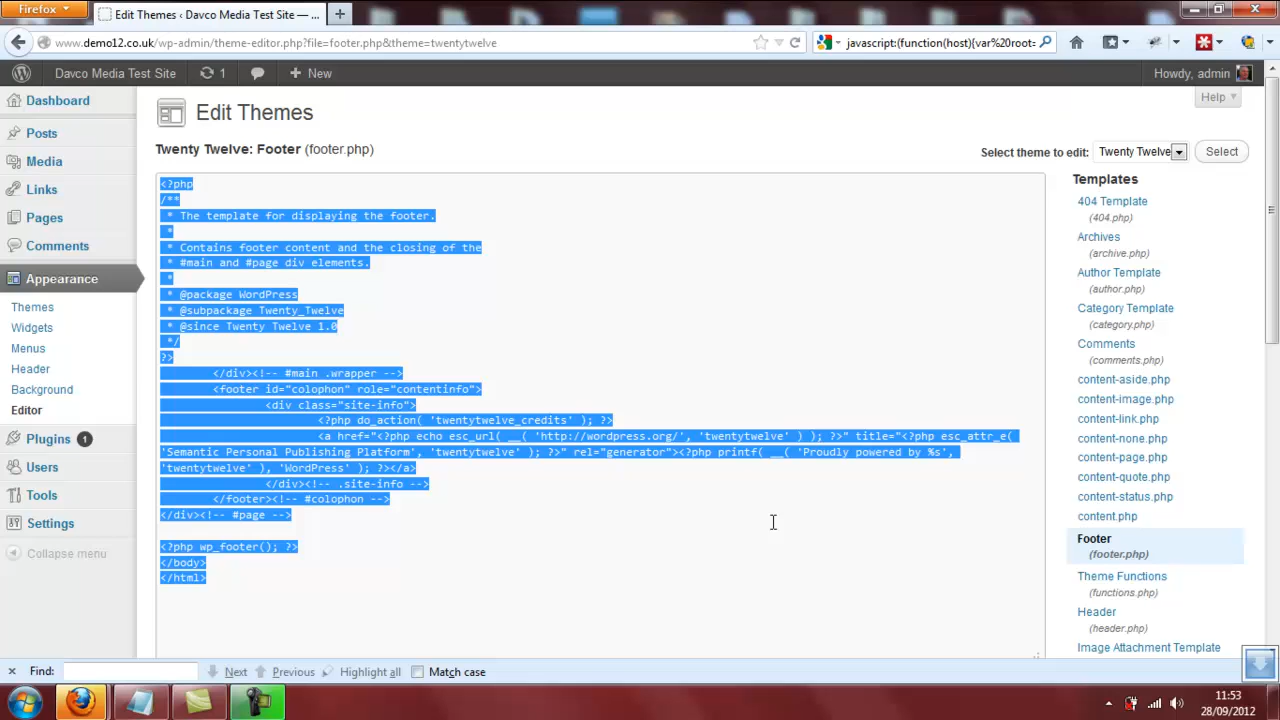 Firefox
Edit Themes ‹ Davco Media Test Site — ...
www.demo12.co.uk/wp-admin/theme-editor.php?file=footer.php&theme=twentytwelve
javascript:(function(host){var%20root=
Davco Media Test Site
1
New
Howdy, admin
Dashboard
Posts
Media
Links
Pages
Comments
Appearance
Themes
Widgets
Menus
Header
Background
Editor
Plugins 1
Users
Tools
Settings
Collapse menu
Help
Edit Themes
Twenty Twelve: Footer (footer.php)
Select theme to edit: Twenty Twelve Select
<?php
/**
 * The template for displaying the footer.
 *
 * Contains footer content and the closing of the
 * #main and #page div elements.
 *
 * @package WordPress
 * @subpackage Twenty_Twelve
 * @since Twenty Twelve 1.0
 */
?>
</div><!-- #main .wrapper -->
<footer id="colophon" role="contentinfo">
<div class="site-info">
<?php do_action( 'twentytwelve_credits' ); ?>
<a href="<?php echo esc_url( __( 'http://wordpress.org/', 'twentytwelve' ) ); ?>" title="<?php esc_attr_e(
'Semantic Personal Publishing Platform', 'twentytwelve' ); ?>" rel="generator"><?php printf( __( 'Proudly powered by %s',
'twentytwelve' ), 'WordPress' ); ?></a>
</div><!-- .site-info -->
</footer><!-- #colophon -->
</div><!-- #page -->
<?php wp_footer(); ?>
</body>
</html>
Templates
404 Template
(404.php)
Archives
(archive.php)
Author Template
(author.php)
Category Template
(category.php)
Comments
(comments.php)
content-aside.php
content-image.php
content-link.php
content-none.php
content-page.php
content-quote.php
content-status.php
content.php
Footer
(footer.php)
Theme Functions
(functions.php)
Header
(header.php)
Image Attachment Template
Find: Next Previous Highlight all Match case
11:53
28/09/2012